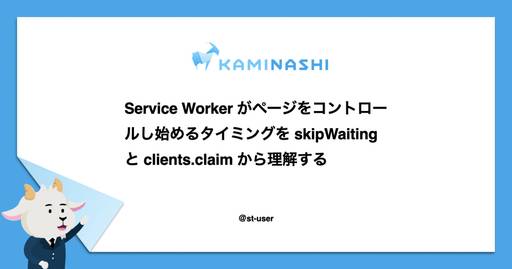 KAMINASHI
Service Worker がページをコントロー
ルし始めるタイミングを skipWaiting
と clients.claim から理解する
@st-user